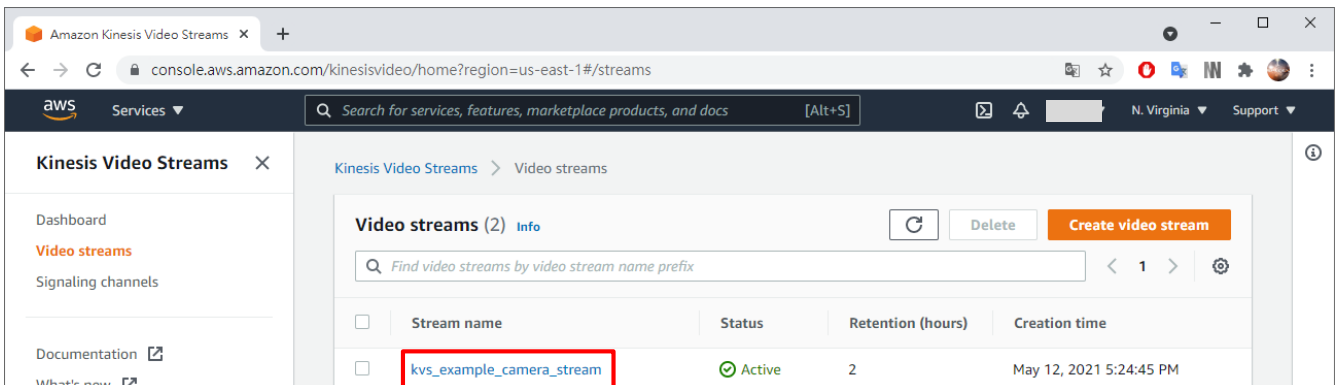 Amazon Kinesis Video Streams
console.aws.amazon.com/kinesisvideo/home?region=us-east-1#/streams
aws Services ▼ Search for services, features, marketplace products, and docs [Alt+S] N. Virginia ▼ Support ▼
Kinesis Video Streams
Dashboard
Video streams
Signaling channels
Documentation
What's new
Kinesis Video Streams > Video streams
Video streams (2) Info Delete Create video stream
Find video streams by video stream name prefix < 1 >
Stream name Status Retention (hours) Creation time
kvs_example_camera_stream Active 2 May 12, 2021 5:24:45 PM